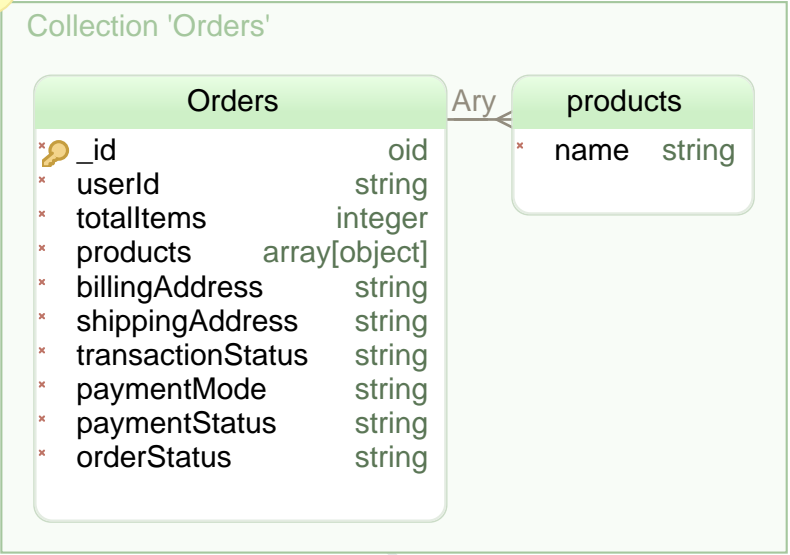 Collection 'Orders'
Orders
Ary
products
_id oid
userId string
totalItems integer
products array[object]
billingAddress string
shippingAddress string
transactionStatus string
paymentMode string
paymentStatus string
orderStatus string
name string